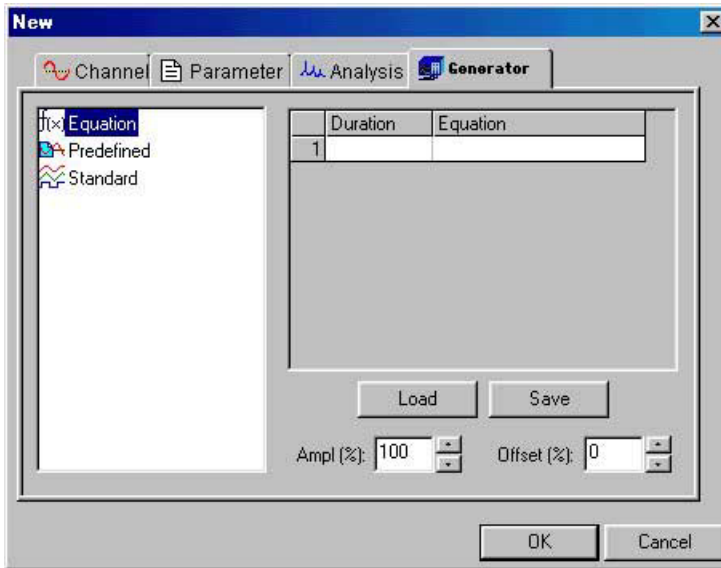 New
Channel Parameter Analysis Generator
f(x) Equation
Predefined
Standard
Duration Equation
1
Load Save
Ampl (%): 100 Offset (%): 0
OK Cancel